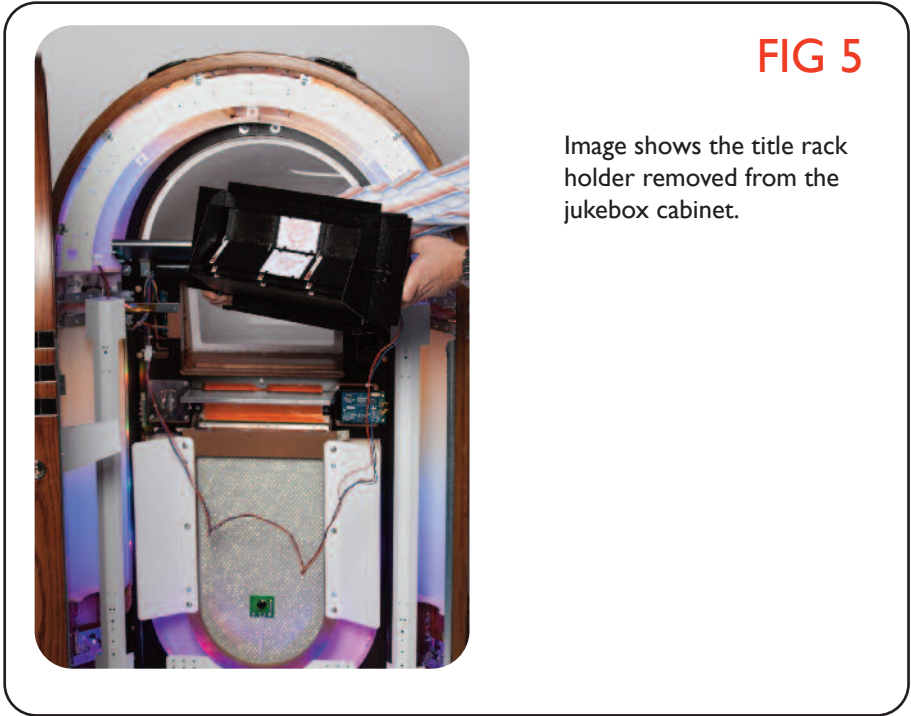 FIG 5
Image shows the title rack
holder removed from the
jukebox cabinet.